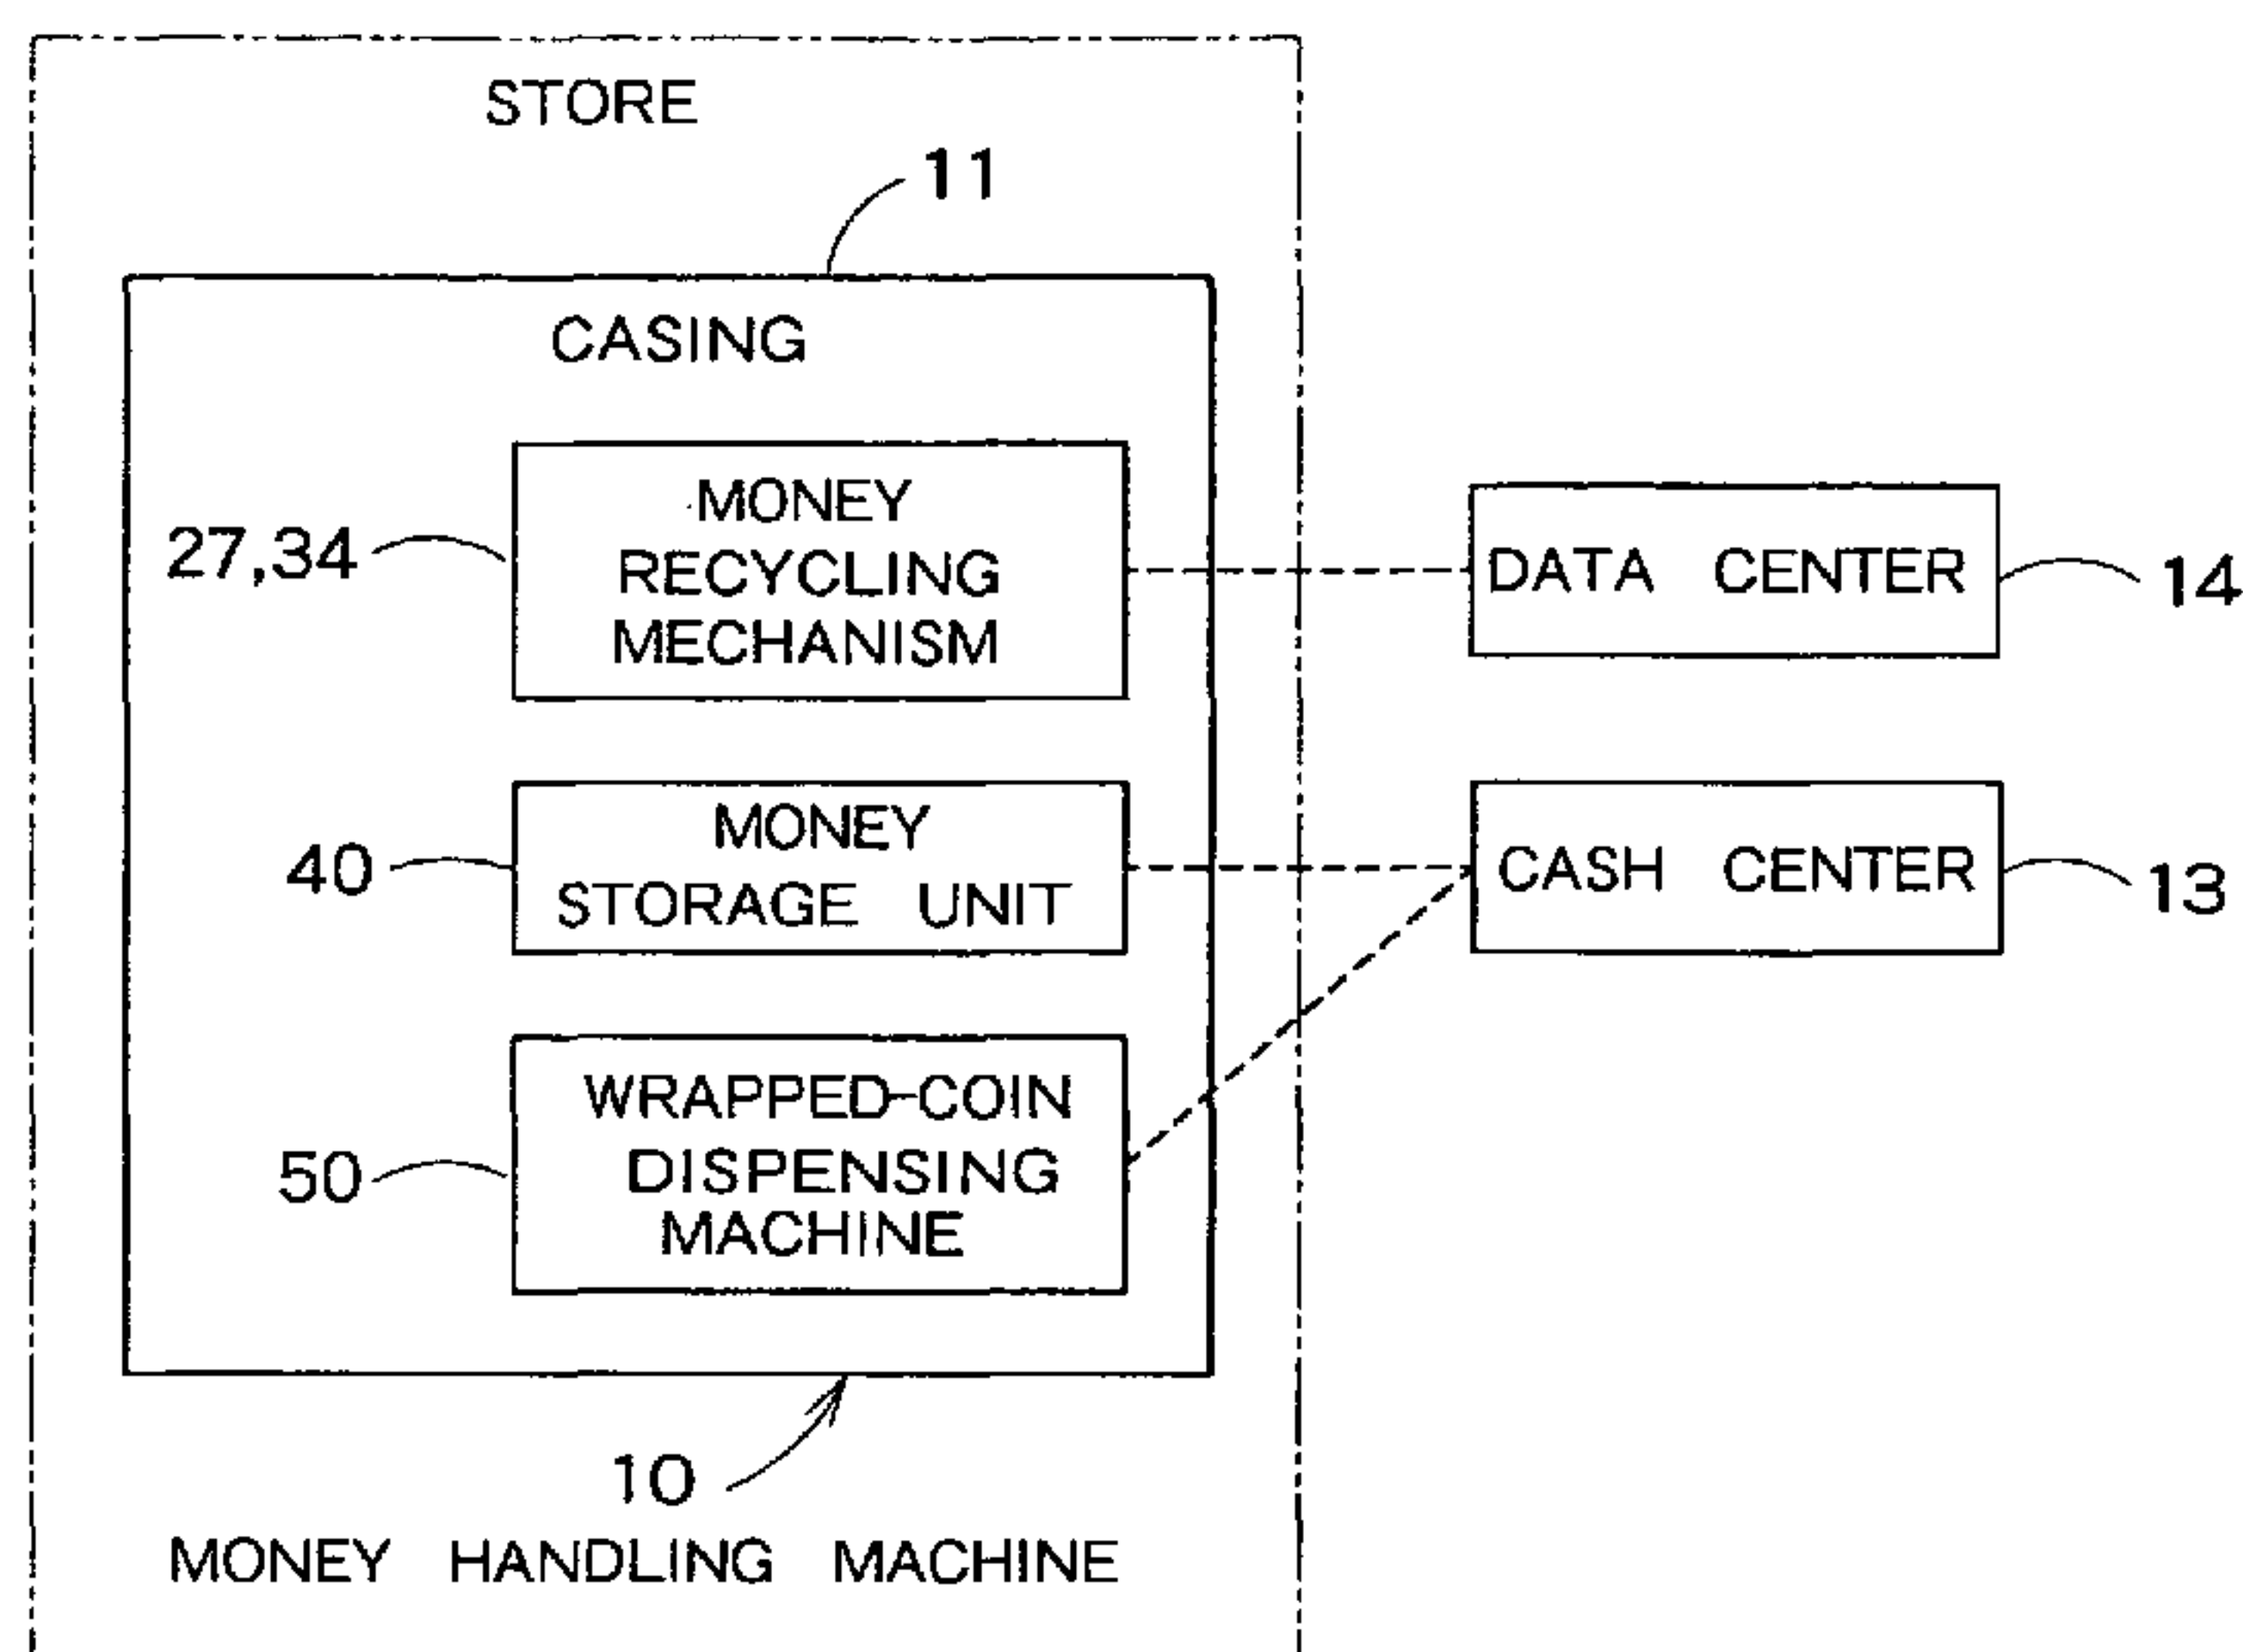 STORE
11
CASING
27,34
MONEY
RECYCLING
MECHANISM
DATA CENTER
14
40
MONEY
STORAGE UNIT
CASH CENTER
13
50
WRAPPED-COIN
DISPENSING
MACHINE
10
MONEY HANDLING MACHINE